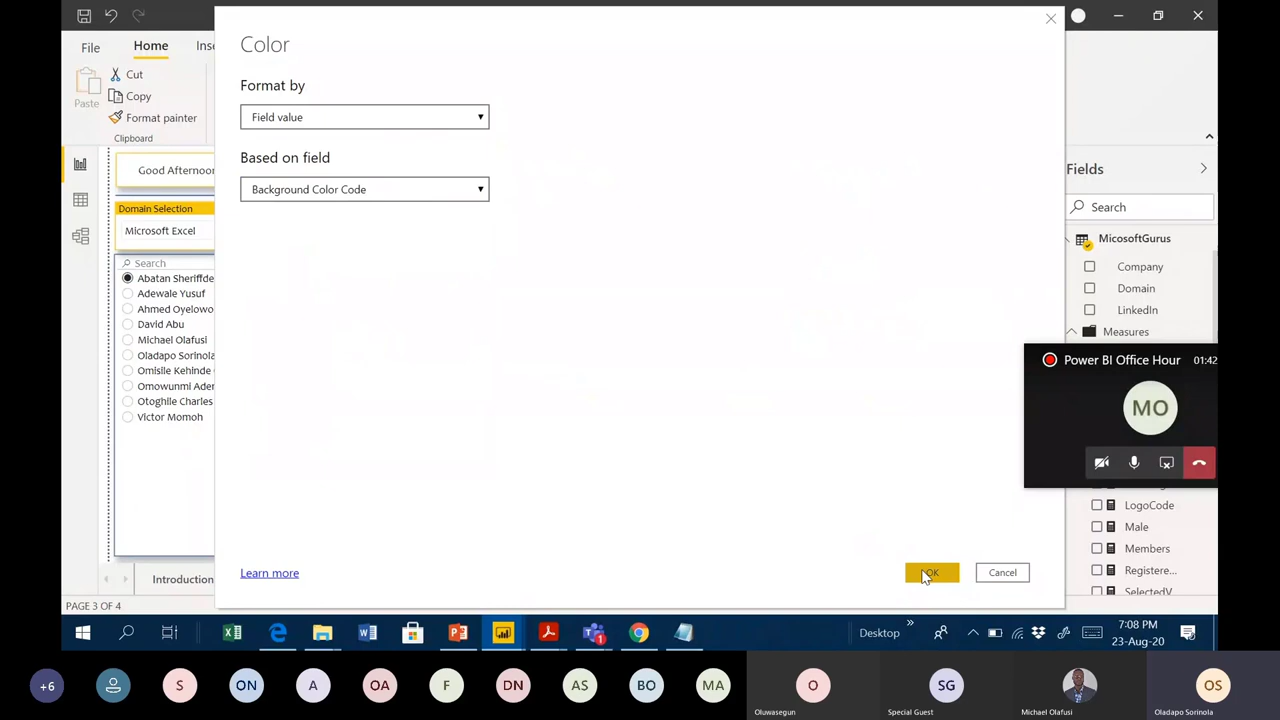 Color
File
Home
Ins
Format by
Paste
Cut
Copy
Format painter
Clipboard
Field value
Based on field
Background Color Code
Good Afternoon
Domain Selection
Microsoft Excel
Search
Abatan Sheriffde
Adewale Yusuf
Ahmed Oyelowo
David Abu
Michael Olafusi
Oladapo Sorinola
Omisile Kehinde
Omowunmi Ader
Otoghile Charles
Victor Momoh
Fields
Search
MicosoftGurus
Company
Domain
LinkedIn
Measures
Power BI Office Hour 01:42
MO
LogoCode
Male
Members
Registere...
SelectedV
Learn more
OK
Cancel
Introduction
PAGE 3 OF 4
Desktop
1
7:08 PM
23-Aug-20
+6
S
ON
A
OA
F
DN
AS
BO
MA
O
SG
OS
Oluwasegun
Special Guest
Michael Olafusi
Oladapo Sorinola